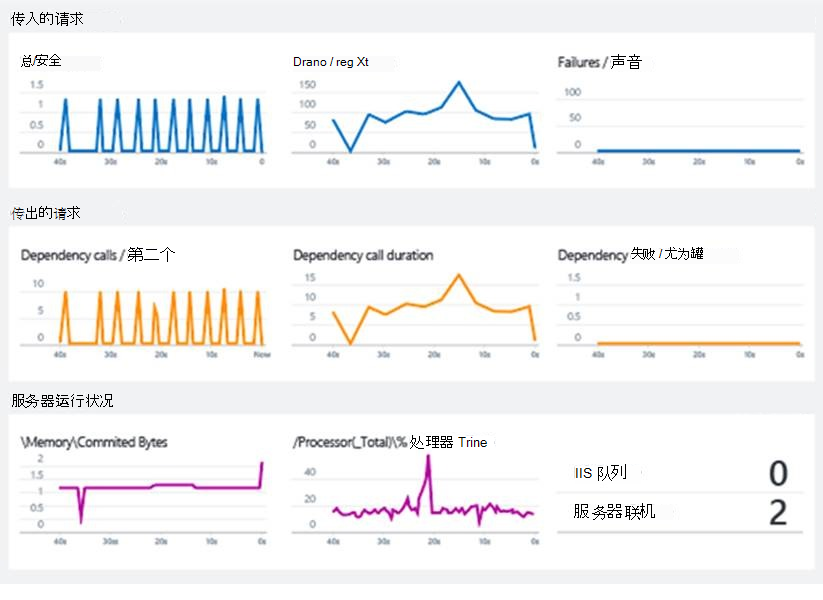 传入的请求
总/安全
1.5
1
0.5
0
40s 30s 20s 10s 0
Drano / reg Xt
150
100
50
0
40s 30s 20s 10s 0s
Failures / 声音
100
50
0
40s 30s 20s 10s 0s
传出的请求
Dependency calls / 第二个
10
5
0
40s 30s 20s 10s Now
Dependency call duration
15
10
5
0
40s 30s 20s 10s 0s
Dependency 失败 / 尤为罐
1.5
1
0.5
0
40s 30s 20s 10s 0s
服务器运行状况
\Memory\Commited Bytes
2
1.5
1
0.5
0
40s 30s 20s 10s 0s
/Processor(_Total)\% 处理器 Trine
40
20
0
40s 30s 20s 10s 0s
IIS 队列 0
服务器联机 2